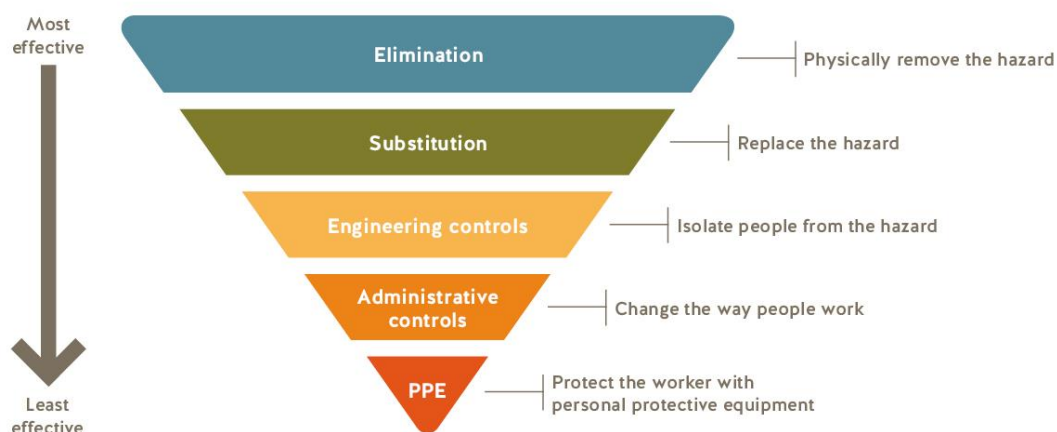 Most
effective
Elimination
Physically remove the hazard
Substitution
Replace the hazard
Engineering controls
Isolate people from the hazard
Administrative
controls
Change the way people work
PPE
Protect the worker with
personal protective equipment
Least
effective